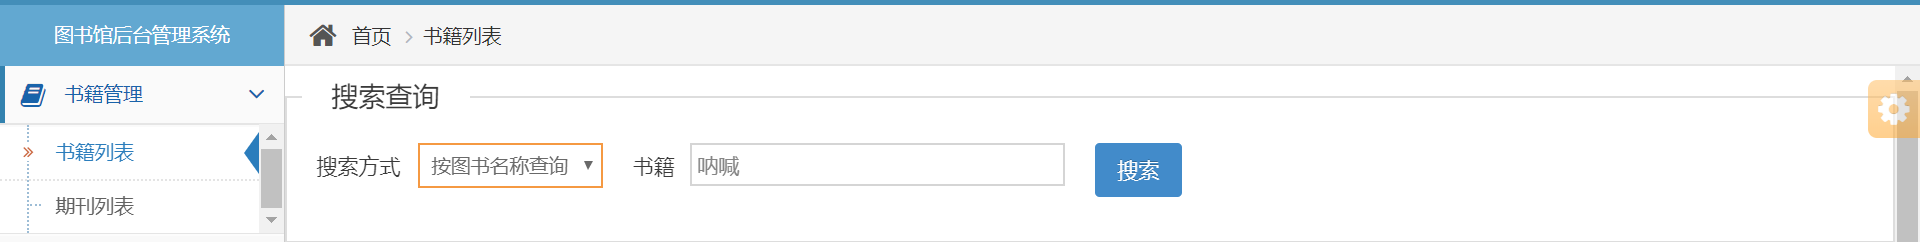 图书馆后台管理系统
首页 > 书籍列表
书籍管理
书籍列表
期刊列表
搜索查询
搜索方式 按图书名称查询 书籍 呐喊 搜索